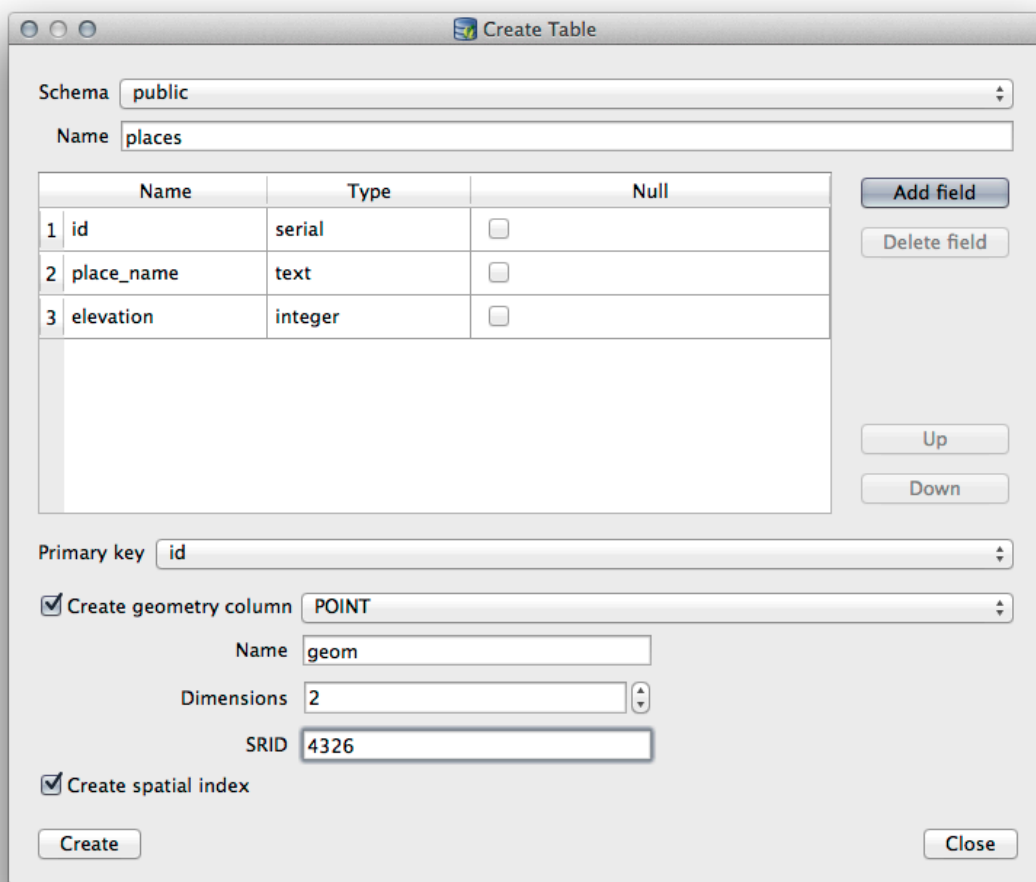 Create Table
Schema public
Name places
Name Type Null
1 id serial
2 place_name text
3 elevation integer
Add field
Delete field
Up
Down
Primary key id
Create geometry column POINT
Name geom
Dimensions 2
SRID 4326
Create spatial index
Create Close